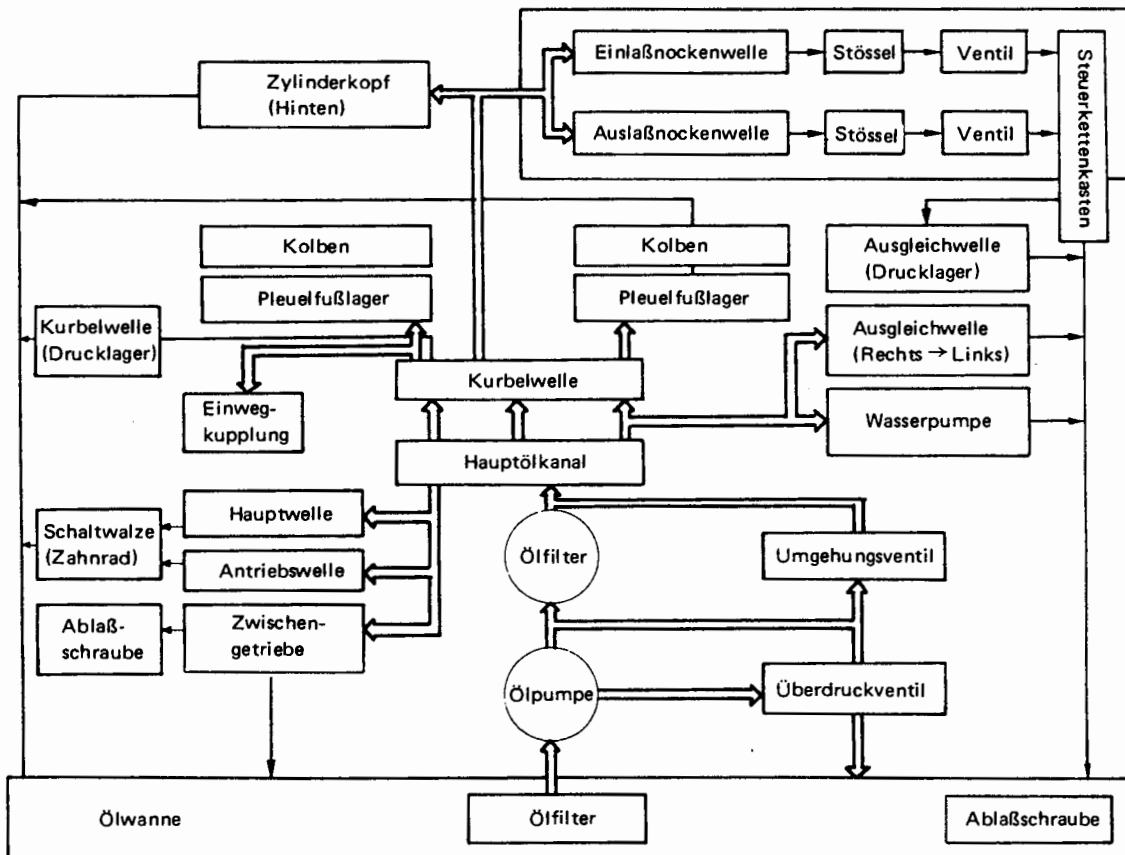 Einlaßnockenwelle
Stössel
Ventil
Zylinderkopf
(Hinten)
Auslaßnockenwelle
Stössel
Ventil
Steuerkettenkasten
Kolben
Kolben
Ausgleichwelle
(Drucklager)
Pleuelfußlager
Pleuelfußlager
Kurbelwelle
(Drucklager)
Ausgleichwelle
(Rechts → Links)
Kurbelwelle
Einweg-
kupplung
Wasserpumpe
Hauptölkanal
Hauptwelle
Schaltwalze
(Zahnrad)
Ölfilter
Umgehungsventil
Antriebswelle
Ablaß-
schraube
Zwischen-
getriebe
Ölpumpe
Überdruckventil
Ölwanne
Ölfilter
Ablaßschraube